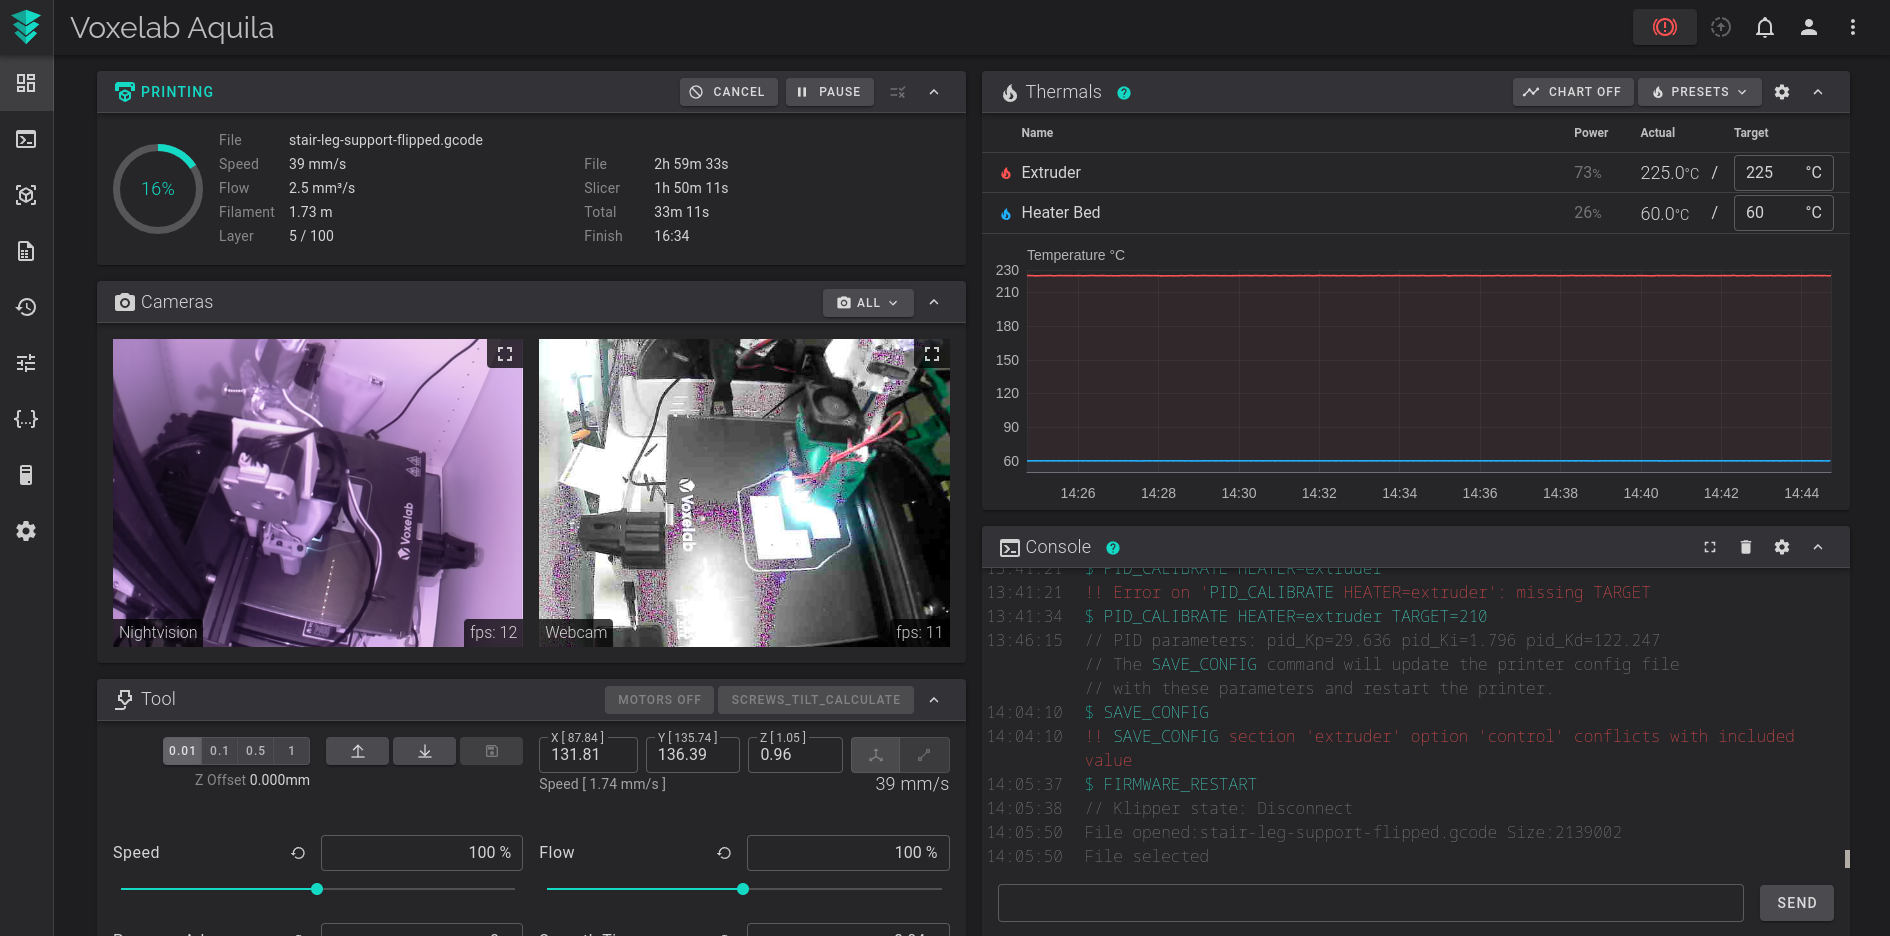 Voxelab Aquila
PRINTING
CANCEL
PAUSE
16%
File stair-leg-support-flipped.gcode
Speed 39 mm/s
Flow 2.5 mm³/s
Filament 1.73 m
Layer 5 / 100
File 2h 59m 33s
Slicer 1h 50m 11s
Total 33m 11s
Finish 16:34
Cameras
ALL
Voxelab
Nightvision
fps: 12
Voxelab
Webcam
fps: 11
Tool
MOTORS OFF
SCREWS_TILT_CALCULATE
0.01 0.1 0.5 1
Z Offset 0.000mm
X [ 87.84 ]
131.81
Y [ 135.74 ]
136.39
Z [ 1.05 ]
0.96
Speed [ 1.74 mm/s ]
39 mm/s
Speed
100 %
Flow
100 %
Thermals
CHART OFF
PRESETS
Name Power Actual Target
Extruder 73% 225.0°C / 225 °C
Heater Bed 26% 60.0°C / 60 °C
Temperature °C
230
210
180
150
120
90
60
14:26 14:28 14:30 14:32 14:34 14:36 14:38 14:40 14:42 14:44
Console
13:41:21 $ PID_CALIBRATE HEATER=extruder
13:41:21 !! Error on 'PID_CALIBRATE HEATER=extruder': missing TARGET
13:41:34 $ PID_CALIBRATE HEATER=extruder TARGET=210
13:46:15 // PID parameters: pid_Kp=29.636 pid_Ki=1.796 pid_Kd=122.247
// The SAVE_CONFIG command will update the printer config file
// with these parameters and restart the printer.
14:04:10 $ SAVE_CONFIG
14:04:10 !! SAVE_CONFIG section 'extruder' option 'control' conflicts with included
value
14:05:37 $ FIRMWARE_RESTART
14:05:38 // Klipper state: Disconnect
14:05:50 File opened:stair-leg-support-flipped.gcode Size:2139002
14:05:50 File selected
SEND